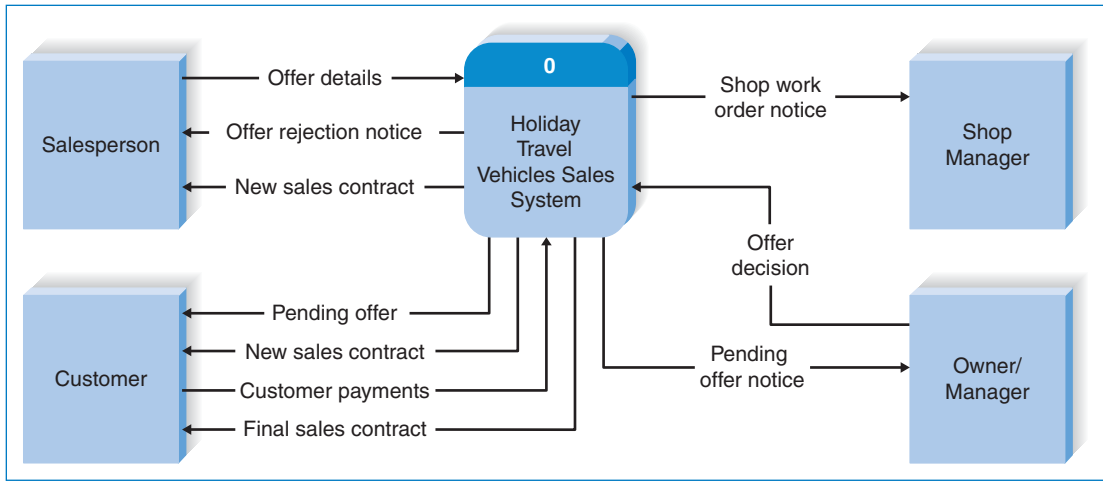 0
Offer details
Shop work
order notice
Offer rejection notice
Holiday
Travel
Vehicles Sales
System
Salesperson
Shop
Manager
New sales contract
Offer
decision
Pending offer
New sales contract
Pending
offer notice
Customer
Owner/
Manager
Customer payments
Final sales contract